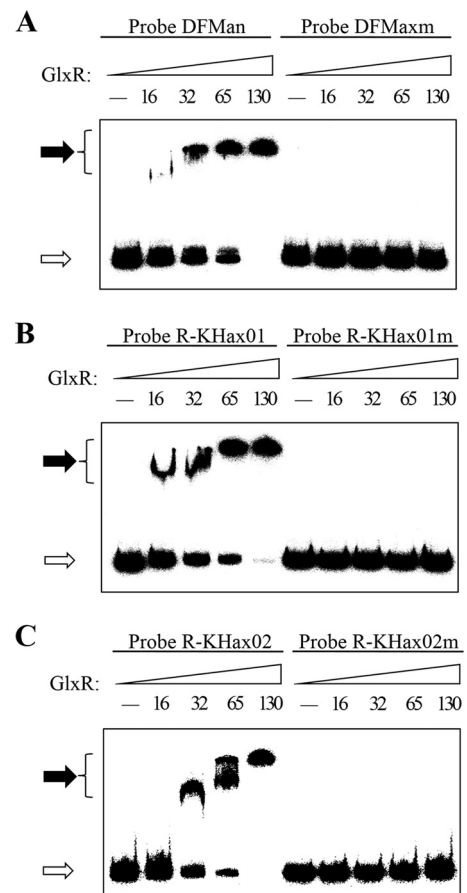 A
Probe DFMan Probe DFMaxm
GlxR:
— 16 32 65 130 — 16 32 65 130
B
Probe R-KHax01 Probe R-KHax01m
GlxR:
— 16 32 65 130 — 16 32 65 130
C
Probe R-KHax02 Probe R-KHax02m
GlxR:
— 16 32 65 130 — 16 32 65 130